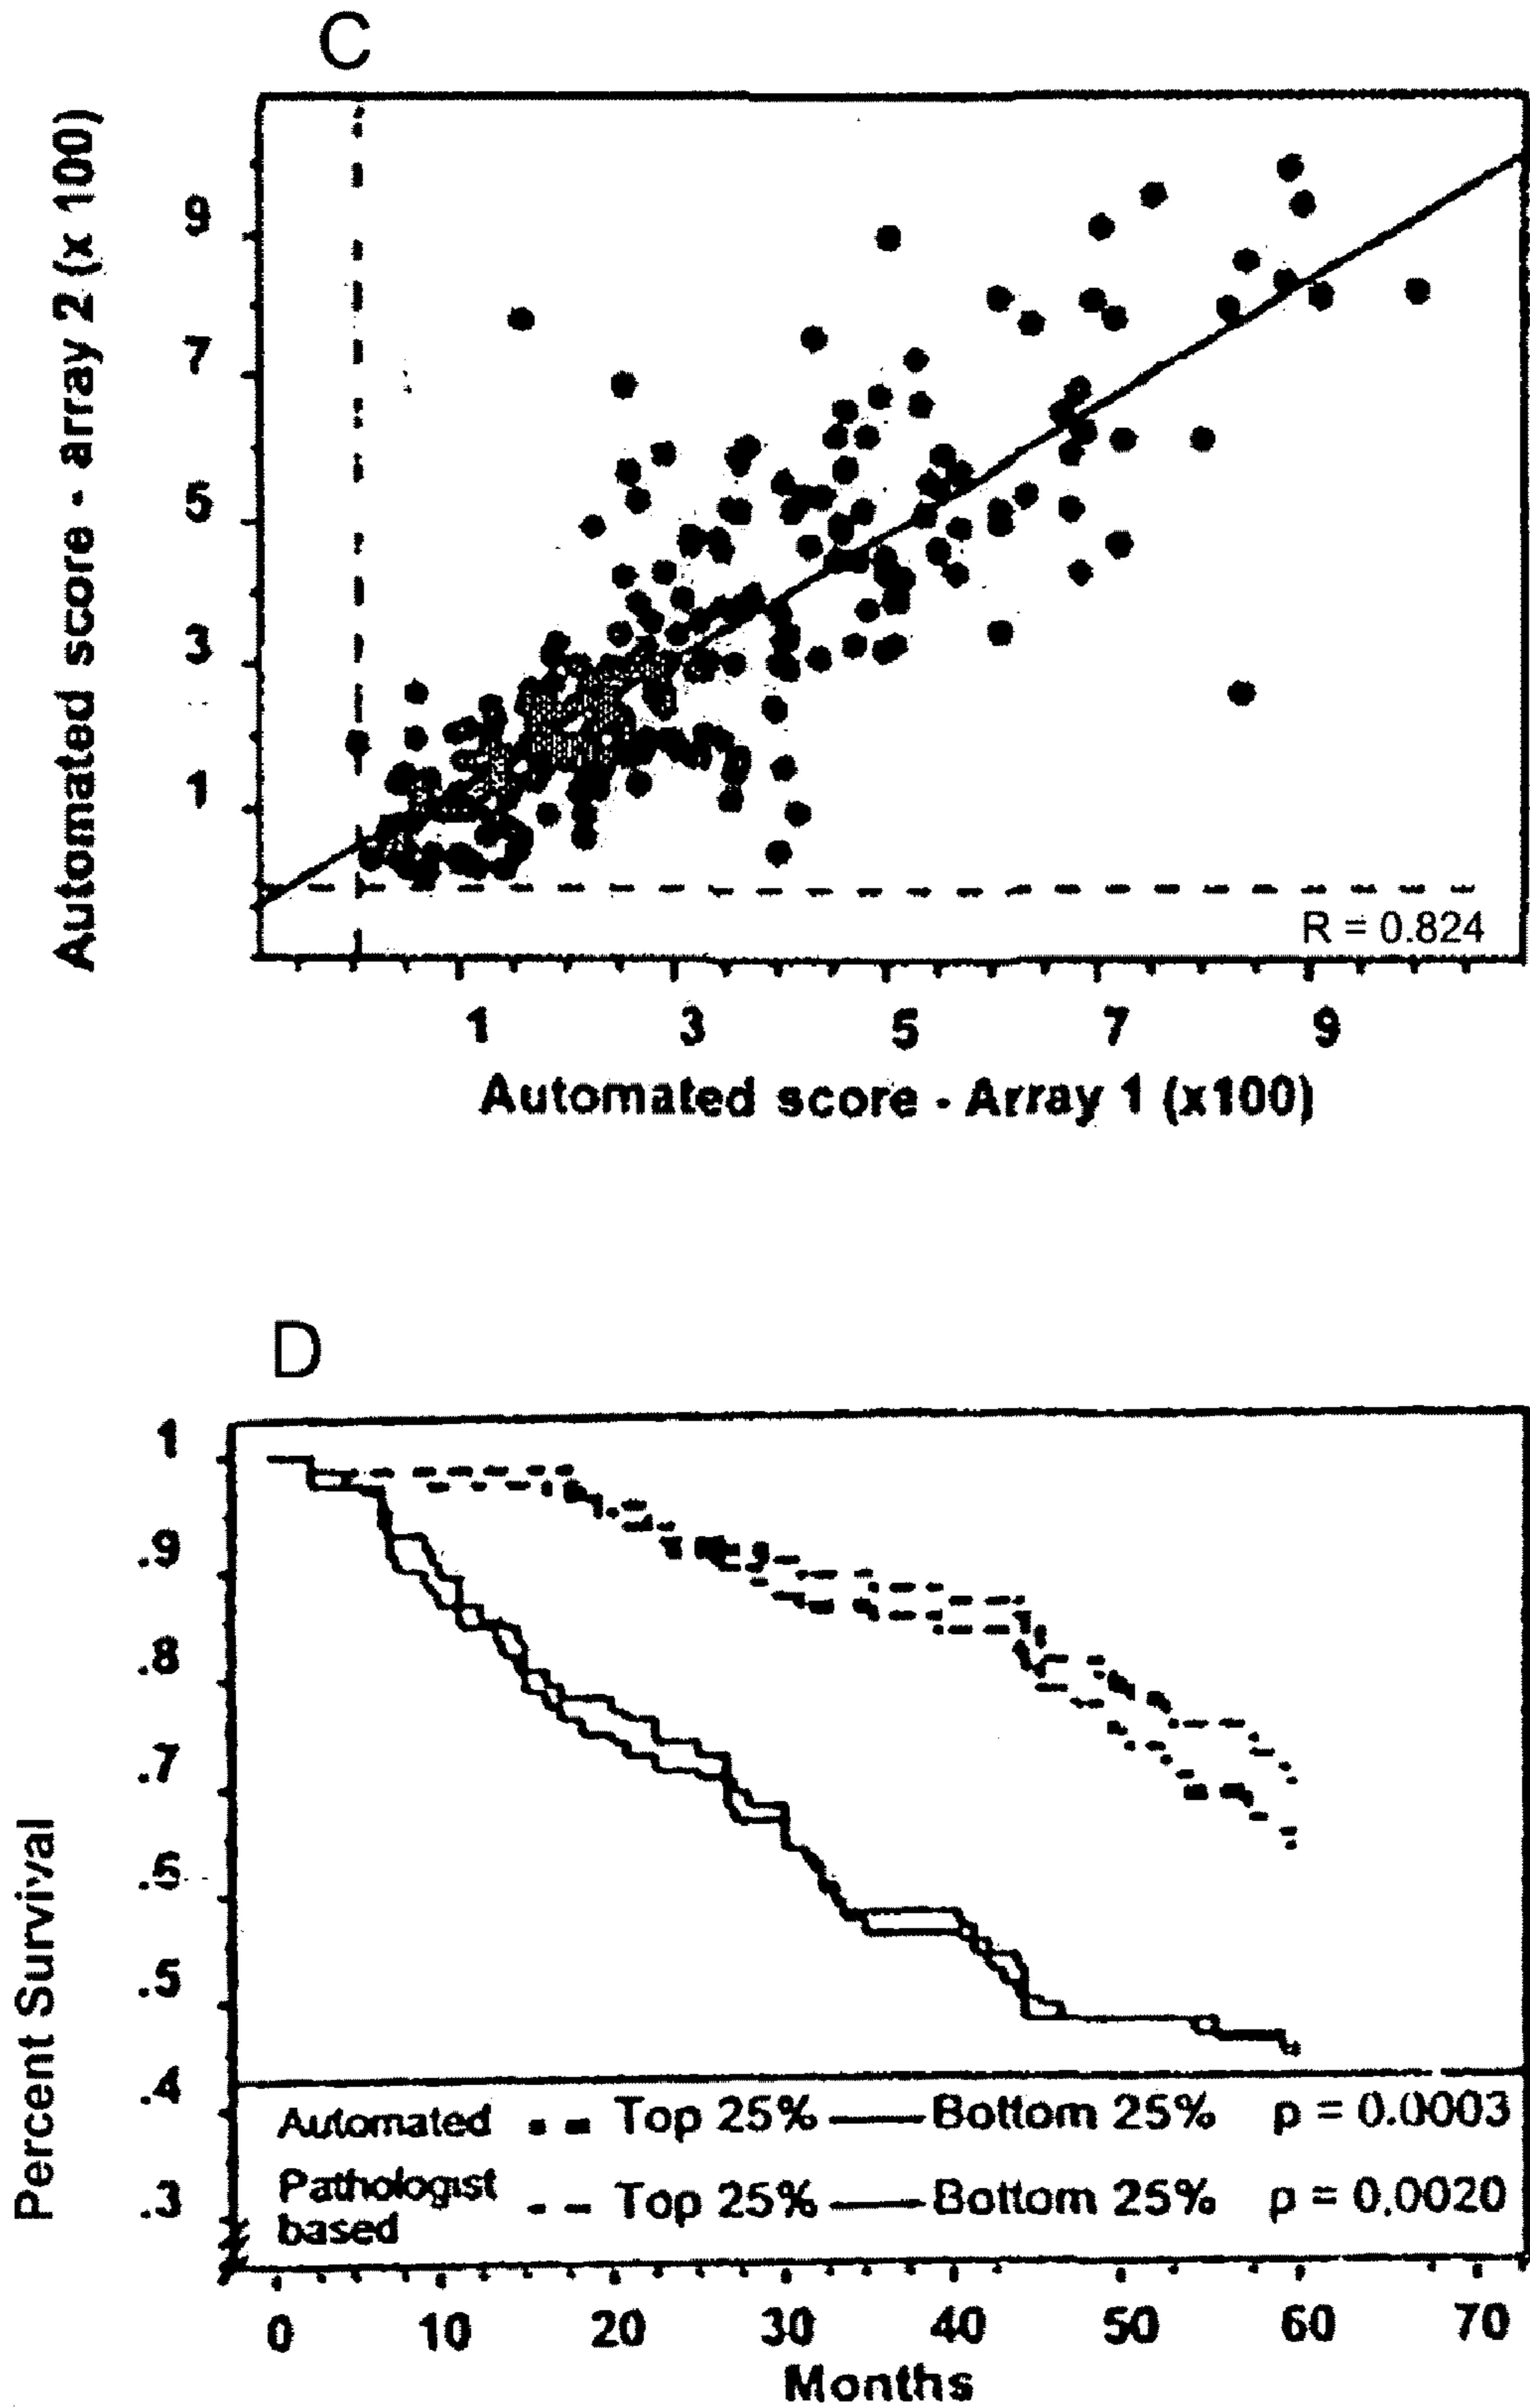 C
Automated score - array 2 (x 100)
9
7
5
3
1
R = 0.824
1 3 5 7 9
Automated score - Array 1 (x100)
D
Percent Survival
1
.9
.8
.7
.6
.5
.4
.3
Automated Top 25% Bottom 25% p = 0.0003
Pathologist
based Top 25% Bottom 25% p = 0.0020
0 10 20 30 40 50 60 70
Months